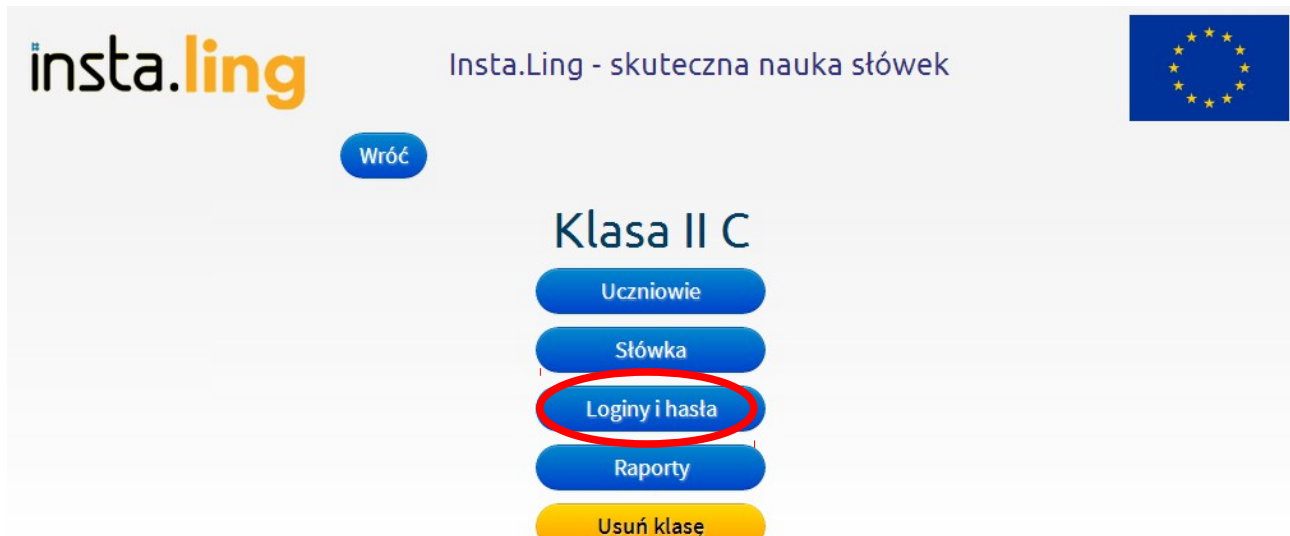 insta.ling
Insta.Ling - skuteczna nauka słówek
Wróć
Klasa II C
Uczniowie
Słówka
Loginy i hasła
Raporty
Usuń klasę